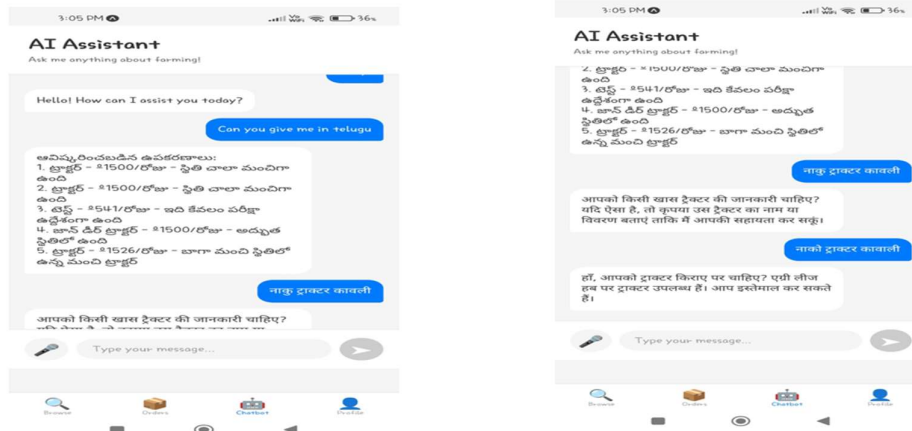 3:05 PM
36%
AI Assistant
Ask me anything about farming!
Hello! How can I assist you today?
Can you give me in telugu
ఆవిష్కరించబడిన ఉపకరణాలు:
1. ట్రాక్టర్ - ₹1500/రోజు - స్థితి చాలా మంచిగా
ఉంది
2. ట్రాక్టర్ - ₹1500/రోజు - స్థితి చాలా మంచిగా
ఉంది
3. టెస్ట్ - ₹541/రోజు - ఇది కేవలం పరీక్షా
ఉద్దేశంగా ఉంది
4. జాన్ డీర్ ట్రాక్టర్ - ₹1500/రోజు - అద్భుత
స్థితిలో ఉంది
5. ట్రాక్టర్ - ₹1526/రోజు - బాగా మంచి స్థితిలో
ఉన్న మంచి ట్రాక్టర్
नाकु ट्राक्टर कावली
आपको किसी खास ट्रैक्टर की जानकारी चाहिए?
Type your message...
Browse
Orders
Chatbot
Profile
3:05 PM
36%
AI Assistant
Ask me anything about farming!
2. ట్రాక్టర్ - ₹1500/రోజు - స్థితి చాలా మంచిగా
ఉంది
3. టెస్ట్ - ₹541/రోజు - ఇది కేవలం పరీక్షా
ఉద్దేశంగా ఉంది
4. జాన్ డీర్ ట్రాక్టర్ - ₹1500/రోజు - అద్భుత
స్థితిలో ఉంది
5. ట్రాక్టర్ - ₹1526/రోజు - బాగా మంచి స్థితిలో
ఉన్న మంచి ట్రాక్టర్
नाकु ट्राक्टर कावली
आपको किसी खास ट्रैक्टर की जानकारी चाहिए?
यदि ऐसा है, तो कृपया उस ट्रैक्टर का नाम या
विवरण बताएं ताकि मैं आपकी सहायता कर सकूं।
नाको ट्राक्टर कावाली
हाँ, आपको ट्राक्टर किराए पर चाहिए? एग्री लीज
हब पर ट्राक्टर उपलब्ध हैं। आप इस्तेमाल कर सकते
हैं।
Type your message...
Browse
Orders
Chatbot
Profile